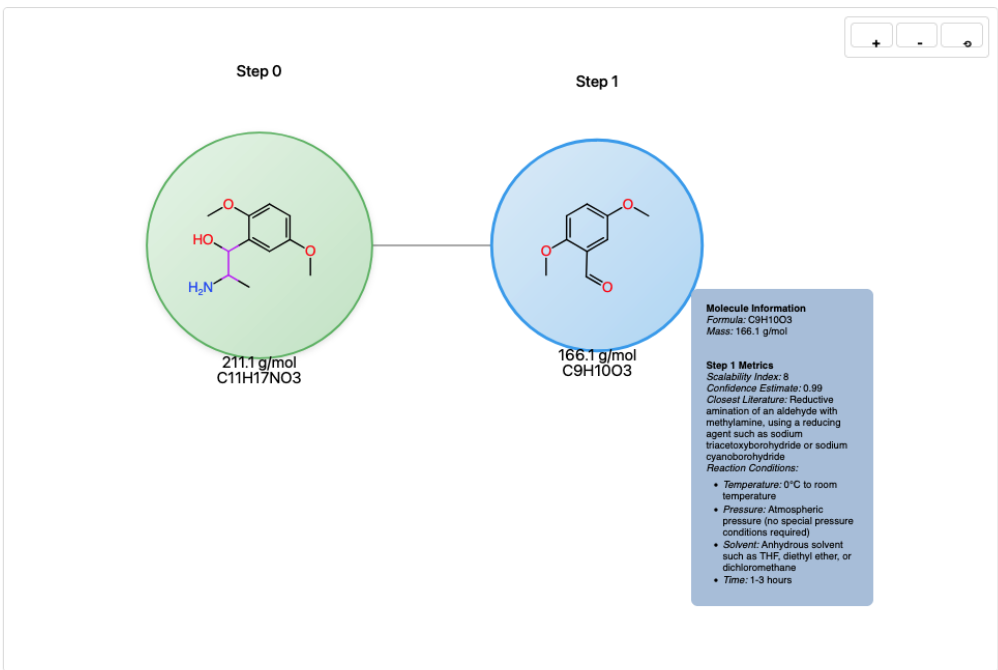 + - ⟲
Step 0
Step 1
O
HO
O
H₂N
211.1 g/mol
C11H17NO3
O
O
O
166.1 g/mol
C9H10O3
Molecule Information
Formula: C9H10O3
Mass: 166.1 g/mol
Step 1 Metrics
Scalability Index: 8
Confidence Estimate: 0.99
Closest Literature: Reductive
amination of an aldehyde with
methylamine, using a reducing
agent such as sodium
triacetoxyborohydride or sodium
cyanoborohydride
Reaction Conditions:
• Temperature: 0°C to room
temperature
• Pressure: Atmospheric
pressure (no special pressure
conditions required)
• Solvent: Anhydrous solvent
such as THF, diethyl ether, or
dichloromethane
• Time: 1-3 hours